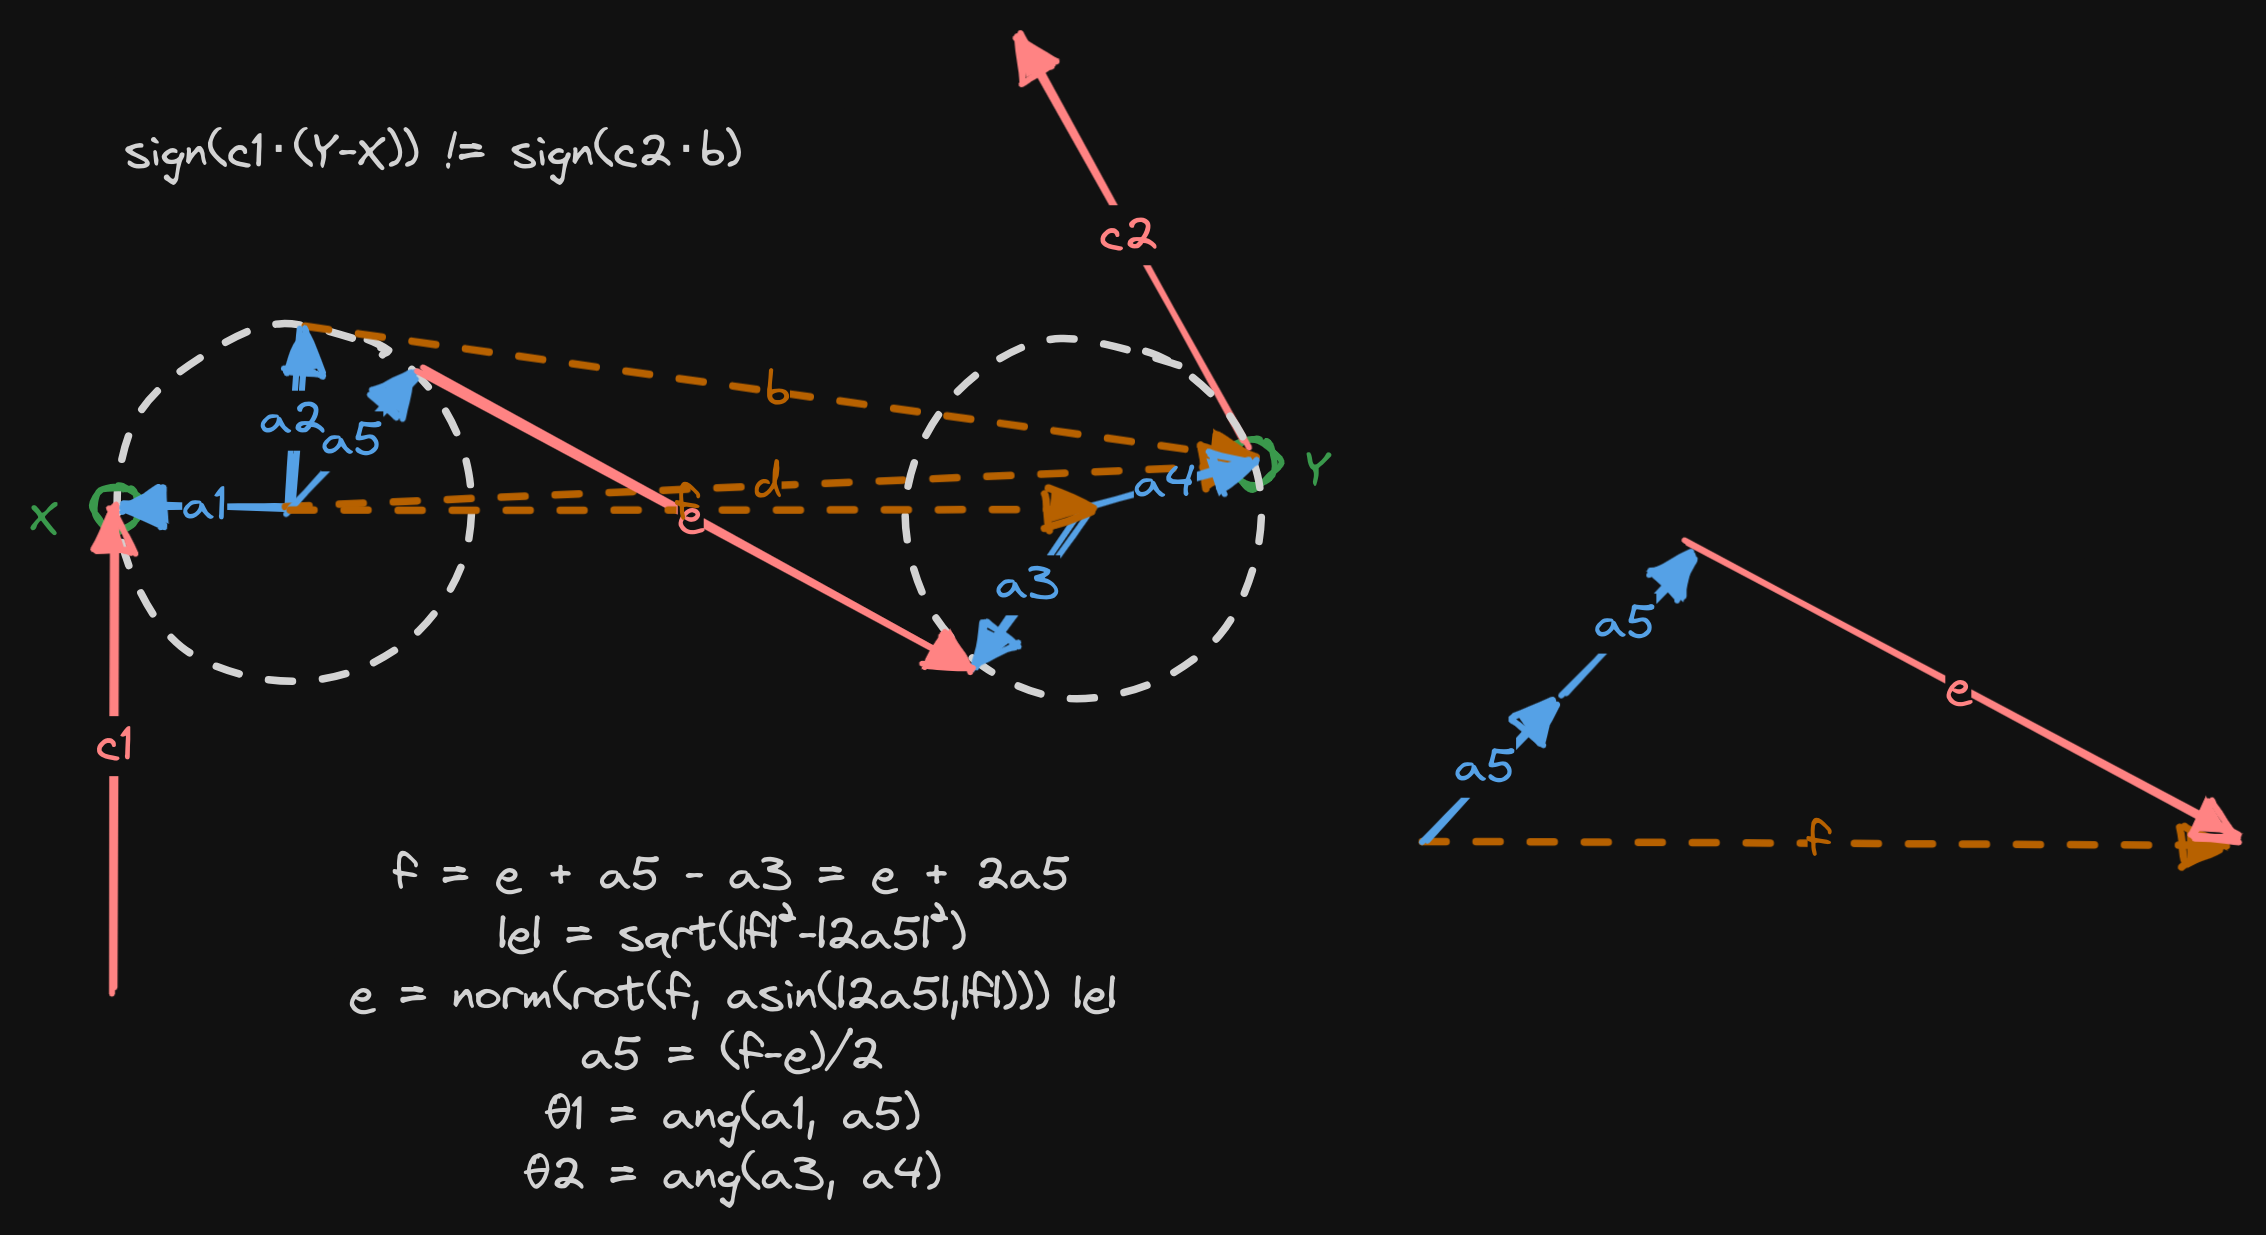 sign(c1·(Y-X)) != sign(c2·b)
c2
b
a2
a5
d
f
a4
Y
X
a1
e
a3
a5
e
c1
a5
f
f = e + a5 - a3 = e + 2a5
|e| = sqrt(|f|²-|2a5|²)
e = norm(rot(f, asin(|2a5|,|f|))) |e|
a5 = (f-e)/2
θ1 = ang(a1, a5)
θ2 = ang(a3, a4)